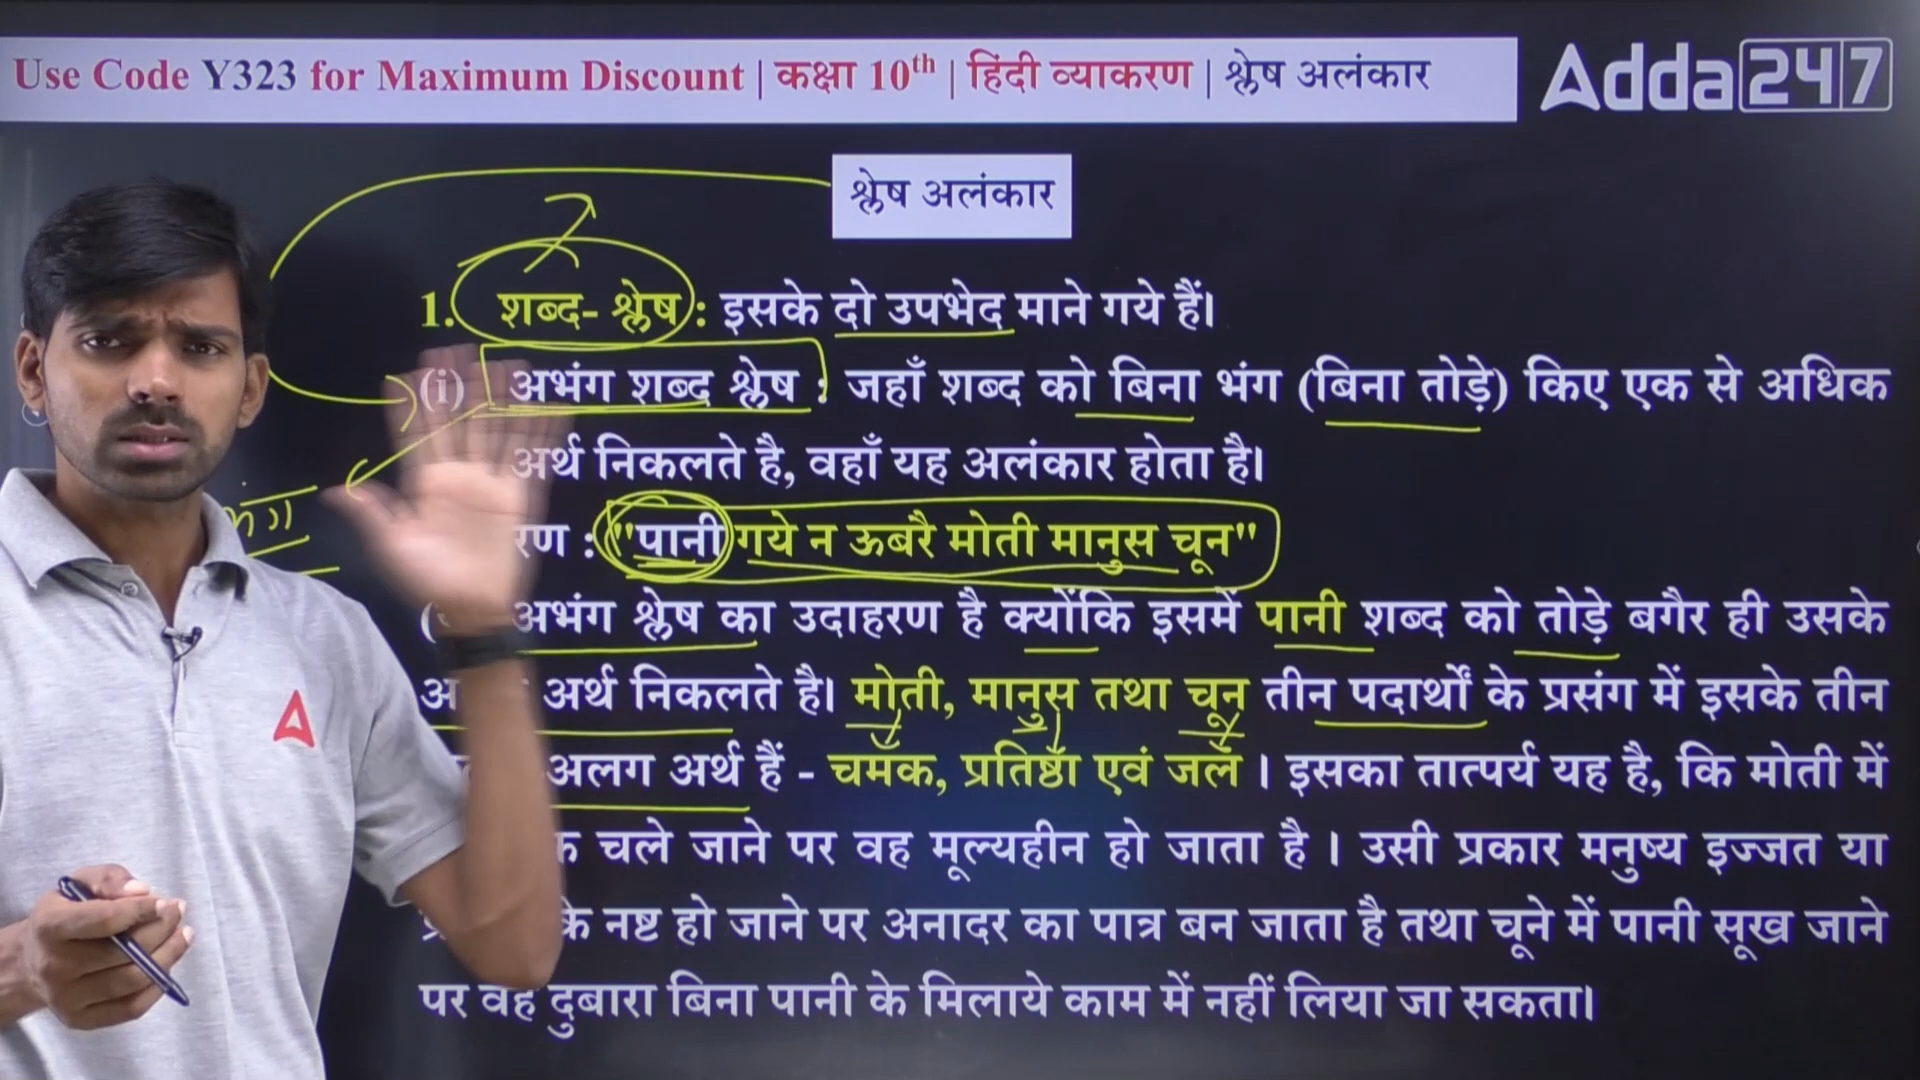 Use Code Y323 for Maximum Discount | कक्षा 10th | हिंदी व्याकरण | श्लेष अलंकार
Adda247
श्लेष अलंकार
1. शब्द- श्लेष : इसके दो उपभेद माने गये हैं।
(i) अभंग शब्द श्लेष : जहाँ शब्द को बिना भंग (बिना तोड़े) किए एक से अधिक
अर्थ निकलते है, वहाँ यह अलंकार होता है।
: "पानी गये न ऊबरै मोती मानुस चून"
अभंग श्लेष का उदाहरण है क्योंकि इसमें पानी शब्द को तोड़े बगैर ही उसके
अर्थ निकलते है। मोती, मानुस तथा चून तीन पदार्थों के प्रसंग में इसके तीन
अलग अर्थ हैं - चमक, प्रतिष्ठा एवं जल । इसका तात्पर्य यह है, कि मोती में
चले जाने पर वह मूल्यहीन हो जाता है । उसी प्रकार मनुष्य इज्जत या
के नष्ट हो जाने पर अनादर का पात्र बन जाता है तथा चूने में पानी सूख जाने
पर वह दुबारा बिना पानी के मिलाये काम में नहीं लिया जा सकता।